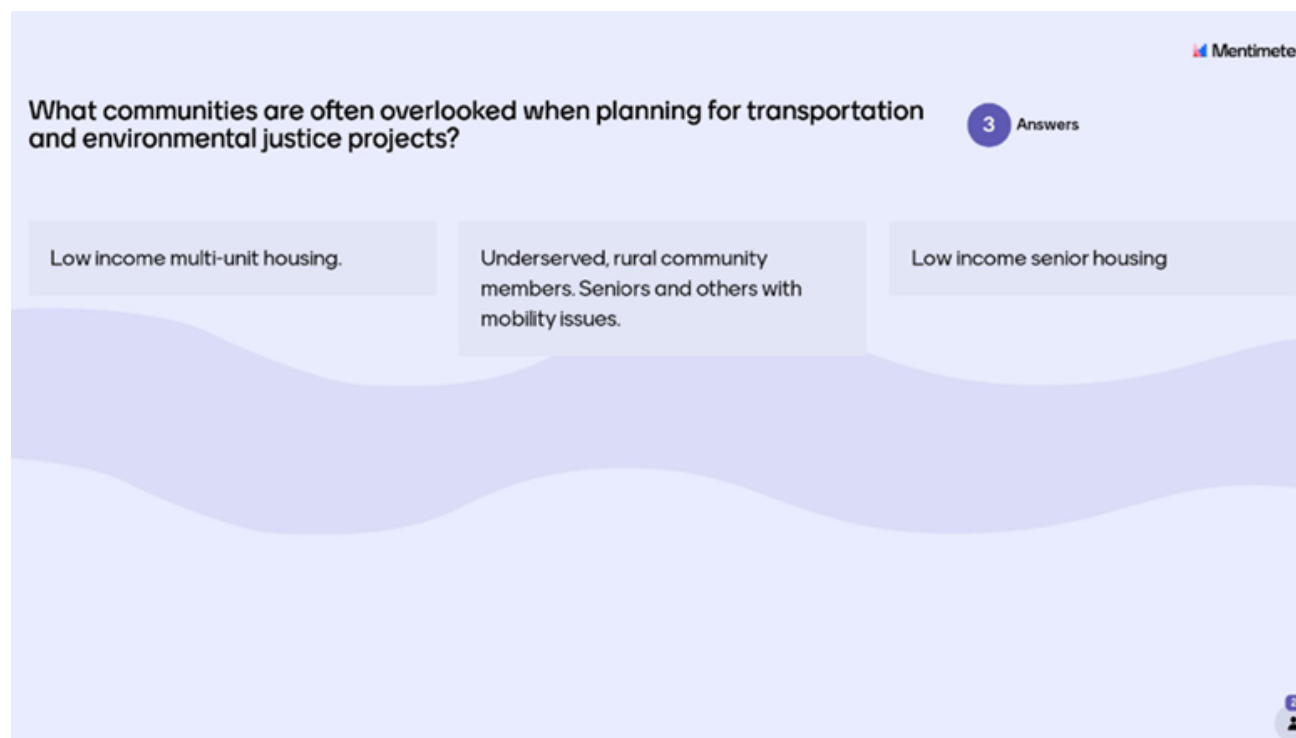 Mentimete
What communities are often overlooked when planning for transportation
and environmental justice projects?
3 Answers
Low income multi-unit housing.
Underserved, rural community
members. Seniors and others with
mobility issues.
Low income senior housing